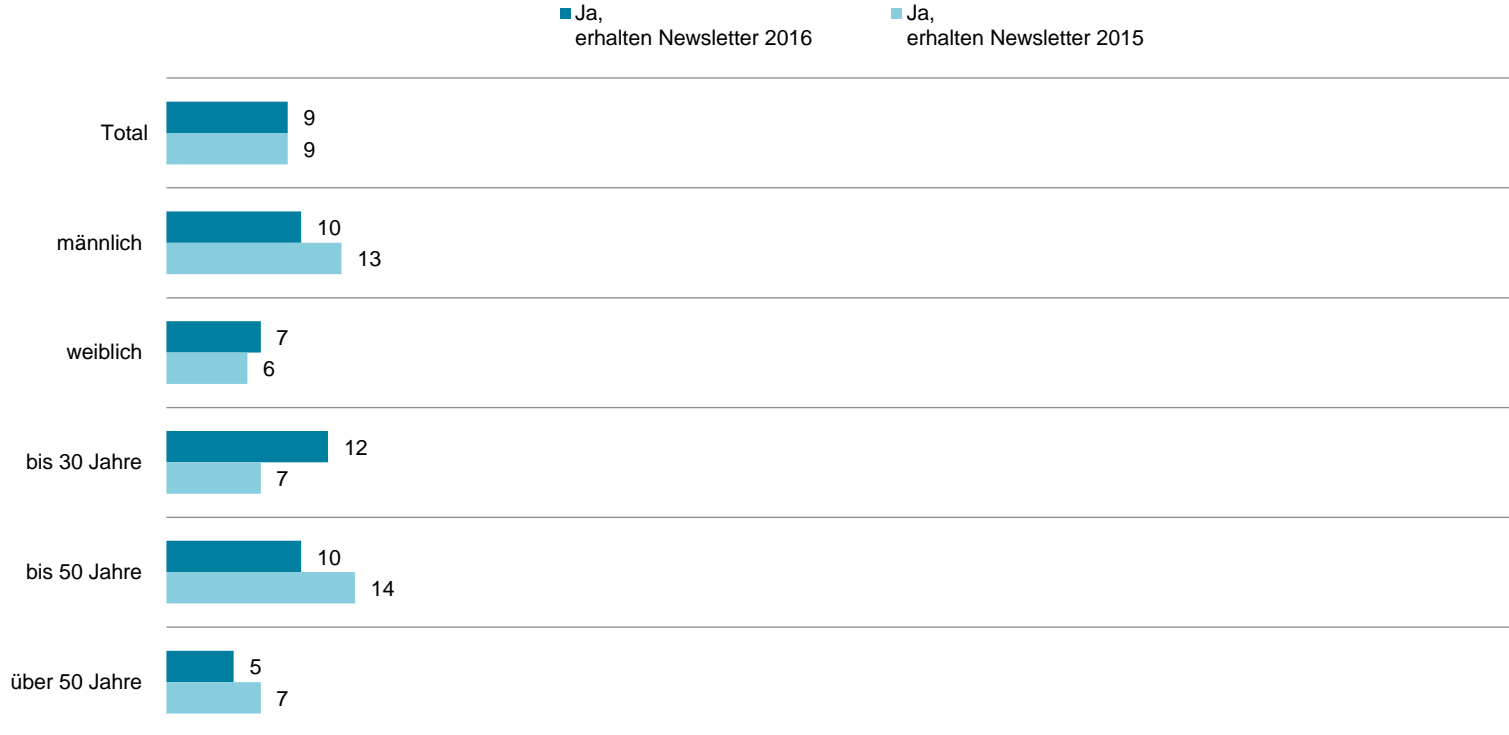 Ja,
erhalten Newsletter 2016
Ja,
erhalten Newsletter 2015
Total
9
9
männlich
10
13
weiblich
7
6
bis 30 Jahre
12
7
bis 50 Jahre
10
14
über 50 Jahre
5
7